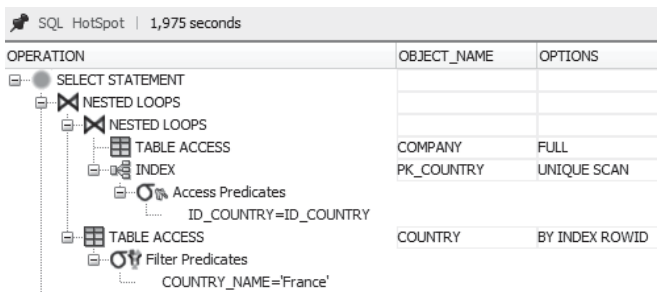 SQL HotSpot | 1,975 seconds
OPERATION OBJECT_NAME OPTIONS
SELECT STATEMENT
NESTED LOOPS
NESTED LOOPS
TABLE ACCESS COMPANY FULL
INDEX PK_COUNTRY UNIQUE SCAN
Access Predicates
ID_COUNTRY=ID_COUNTRY
TABLE ACCESS COUNTRY BY INDEX ROWID
Filter Predicates
COUNTRY_NAME='France'